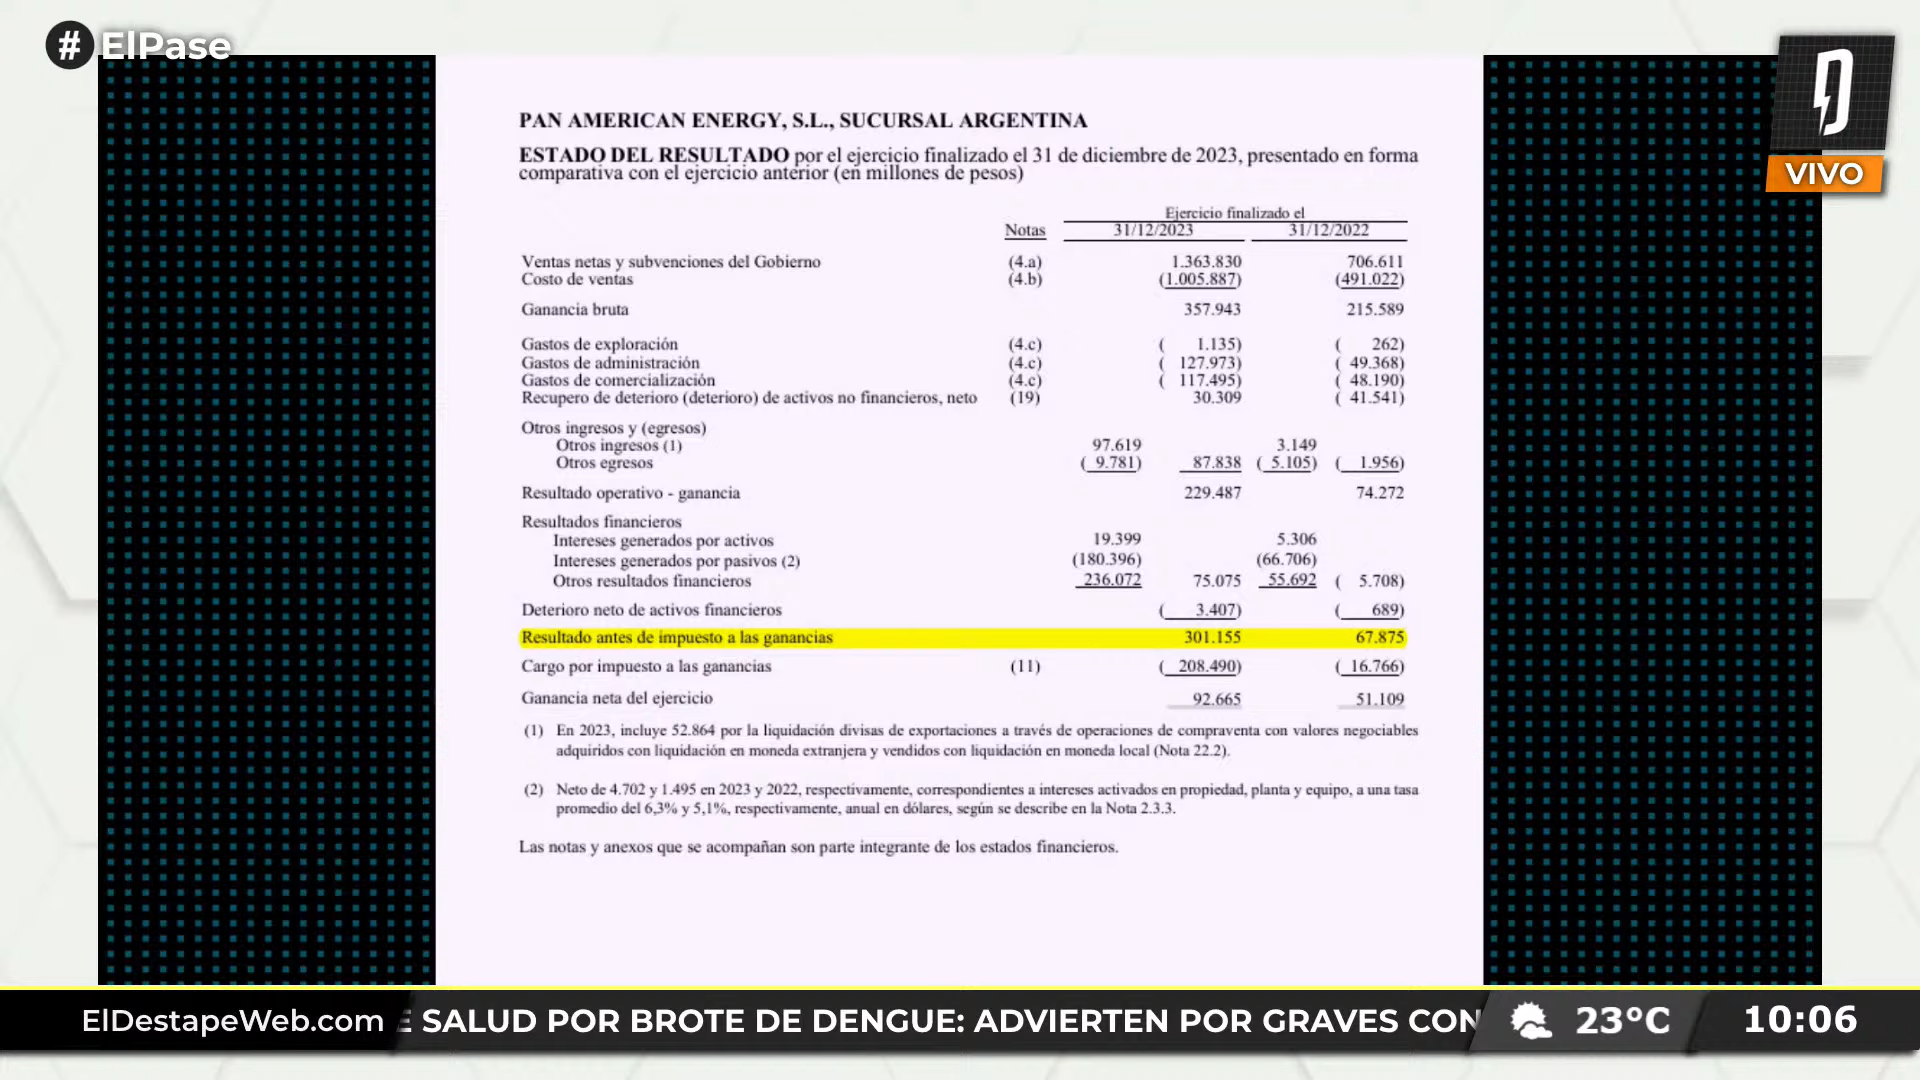 # ElPase
VIVO
PAN AMERICAN ENERGY, S.L., SUCURSAL ARGENTINA
ESTADO DEL RESULTADO por el ejercicio finalizado el 31 de diciembre de 2023, presentado en forma
comparativa con el ejercicio anterior (en millones de pesos)
Ejercicio finalizado el
Notas 31/12/2023 31/12/2022
Ventas netas y subvenciones del Gobierno (4.a) 1.363.830 706.611
Costo de ventas (4.b) (1.005.887) (491.022)
Ganancia bruta 357.943 215.589
Gastos de exploración (4.c) ( 1.135) ( 262)
Gastos de administración (4.c) ( 127.973) ( 49.368)
Gastos de comercialización (4.c) ( 117.495) ( 48.190)
Recupero de deterioro (deterioro) de activos no financieros, neto (19) 30.309 ( 41.541)
Otros ingresos y (egresos)
Otros ingresos (1) 97.619 3.149
Otros egresos ( 9.781) 87.838 ( 5.105) ( 1.956)
Resultado operativo - ganancia 229.487 74.272
Resultados financieros
Intereses generados por activos 19.399 5.306
Intereses generados por pasivos (2) (180.396) (66.706)
Otros resultados financieros 236.072 75.075 55.692 ( 5.708)
Deterioro neto de activos financieros ( 3.407) ( 689)
Resultado antes de impuesto a las ganancias 301.155 67.875
Cargo por impuesto a las ganancias (11) ( 208.490) ( 16.766)
Ganancia neta del ejercicio 92.665 51.109
(1) En 2023, incluye 52.864 por la liquidación divisas de exportaciones a través de operaciones de compraventa con valores negociables
adquiridos con liquidación en moneda extranjera y vendidos con liquidación en moneda local (Nota 22.2).
(2) Neto de 4.702 y 1.495 en 2023 y 2022, respectivamente, correspondientes a intereses activados en propiedad, planta y equipo, a una tasa
promedio del 6,3% y 5,1%, respectivamente, anual en dólares, según se describe en la Nota 2.3.3.
Las notas y anexos que se acompañan son parte integrante de los estados financieros.
ElDestapeWeb.com E SALUD POR BROTE DE DENGUE: ADVIERTEN POR GRAVES CON 23°C 10:06